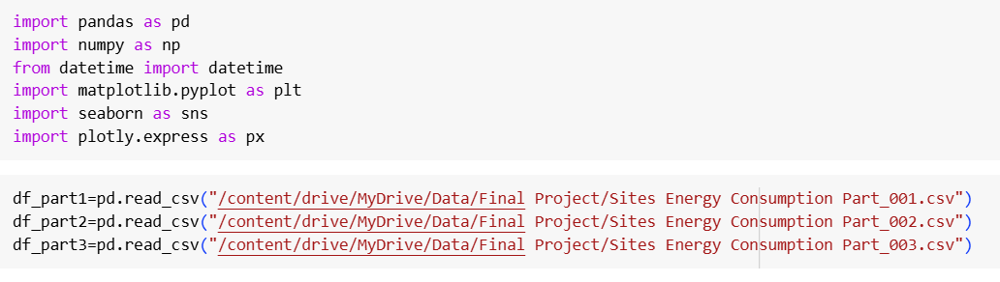 import pandas as pd
import numpy as np
from datetime import datetime
import matplotlib.pyplot as plt
import seaborn as sns
import plotly.express as px
df_part1=pd.read_csv("/content/drive/MyDrive/Data/Final Project/Sites Energy Consumption Part_001.csv")
df_part2=pd.read_csv("/content/drive/MyDrive/Data/Final Project/Sites Energy Consumption Part_002.csv")
df_part3=pd.read_csv("/content/drive/MyDrive/Data/Final Project/Sites Energy Consumption Part_003.csv")